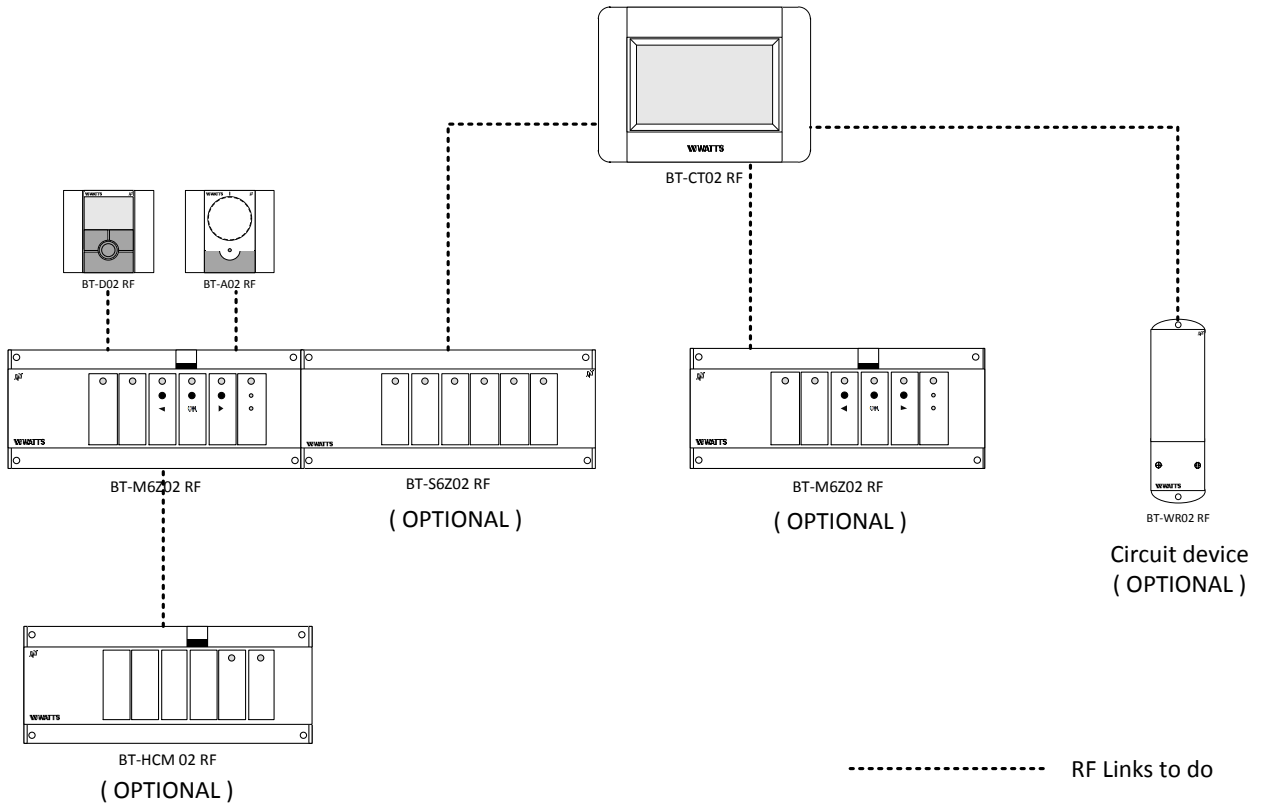 WATTS
BT-CT02 RF
WATTS
WATTS
BT-D02 RF
BT-A02 RF
WATTS
WATTS
WATTS
BT-M6Z02 RF
BT-S6Z02 RF
BT-M6Z02 RF
( OPTIONAL )
( OPTIONAL )
WATTS
BT-WR02 RF
Circuit device
( OPTIONAL )
WATTS
BT-HCM 02 RF
( OPTIONAL )
RF Links to do